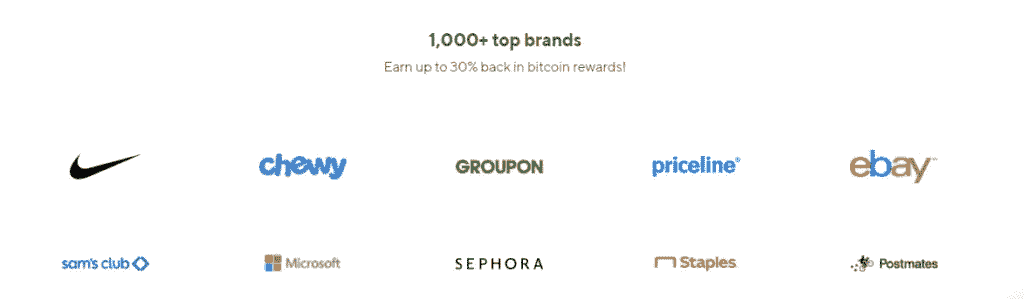 1,000+ top brands
Earn up to 30% back in bitcoin rewards!
chewy
GROUPON
priceline®
ebay™
sam's club
Microsoft
SEPHORA
Staples
Postmates